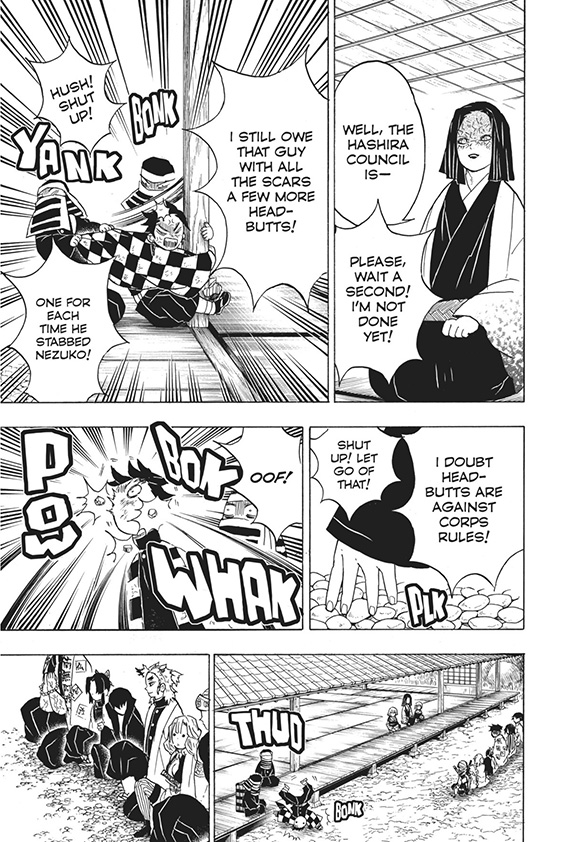 WELL, THE
HASHIRA
COUNCIL
IS—
PLEASE,
WAIT A
SECOND!
I'M NOT
DONE
YET!
I STILL OWE
THAT GUY
WITH ALL
THE SCARS
A FEW MORE
HEAD-
BUTTS!
BONK
HUSH!
SHUT
UP!
YANK
ONE FOR
EACH
TIME HE
STABBED
NEZUKO!
I DOUBT
HEAD-
BUTTS ARE
AGAINST
CORPS
RULES!
SHUT
UP! LET
GO OF
THAT!
PLK
OOF!
BOK
POW
WHAK
THUD
BONK